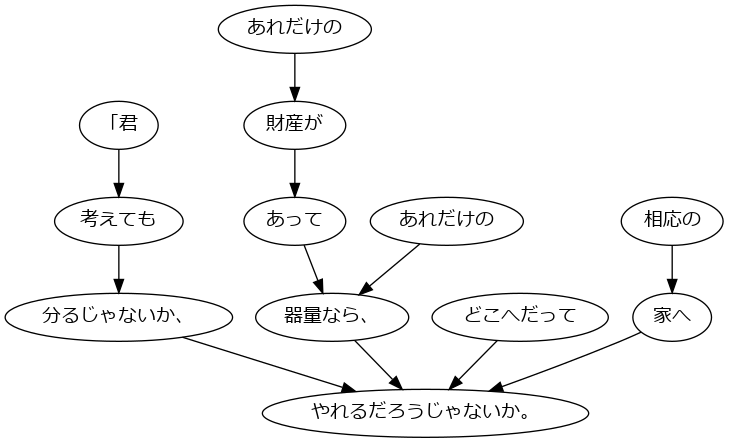 あれだけの
「君
財産が
考えても
あって
あれだけの
相応の
分るじゃないか、
器量なら、
どこへだって
家へ
やれるだろうじゃないか。